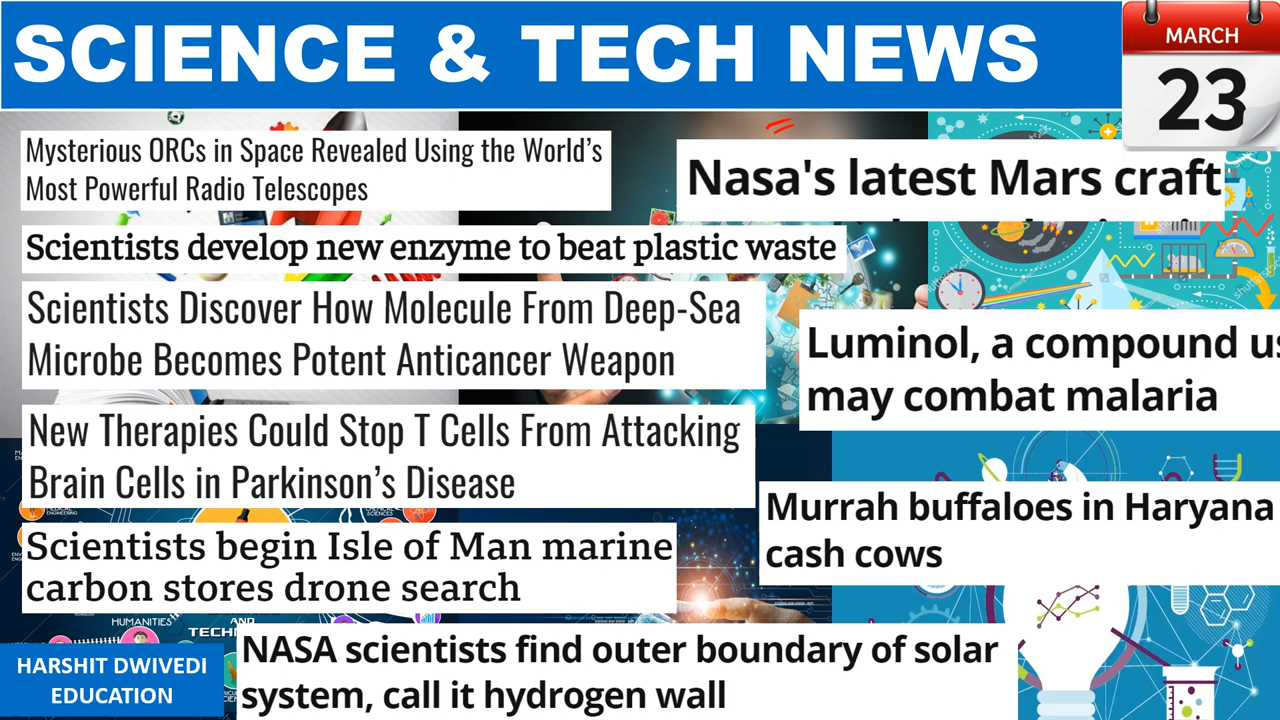 SCIENCE & TECH NEWS
MARCH
23
Mysterious ORCs in Space Revealed Using the World’s
Most Powerful Radio Telescopes
Nasa's latest Mars craft
Scientists develop new enzyme to beat plastic waste
Scientists Discover How Molecule From Deep-Sea
Microbe Becomes Potent Anticancer Weapon
Luminol, a compound
may combat malaria
New Therapies Could Stop T Cells From Attacking
Brain Cells in Parkinson’s Disease
Murrah buffaloes in Haryana
cash cows
Scientists begin Isle of Man marine
carbon stores drone search
HUMANITIES
AND
NASA scientists find outer boundary of solar
system, call it hydrogen wall
HARSHIT DWIVEDI
EDUCATION